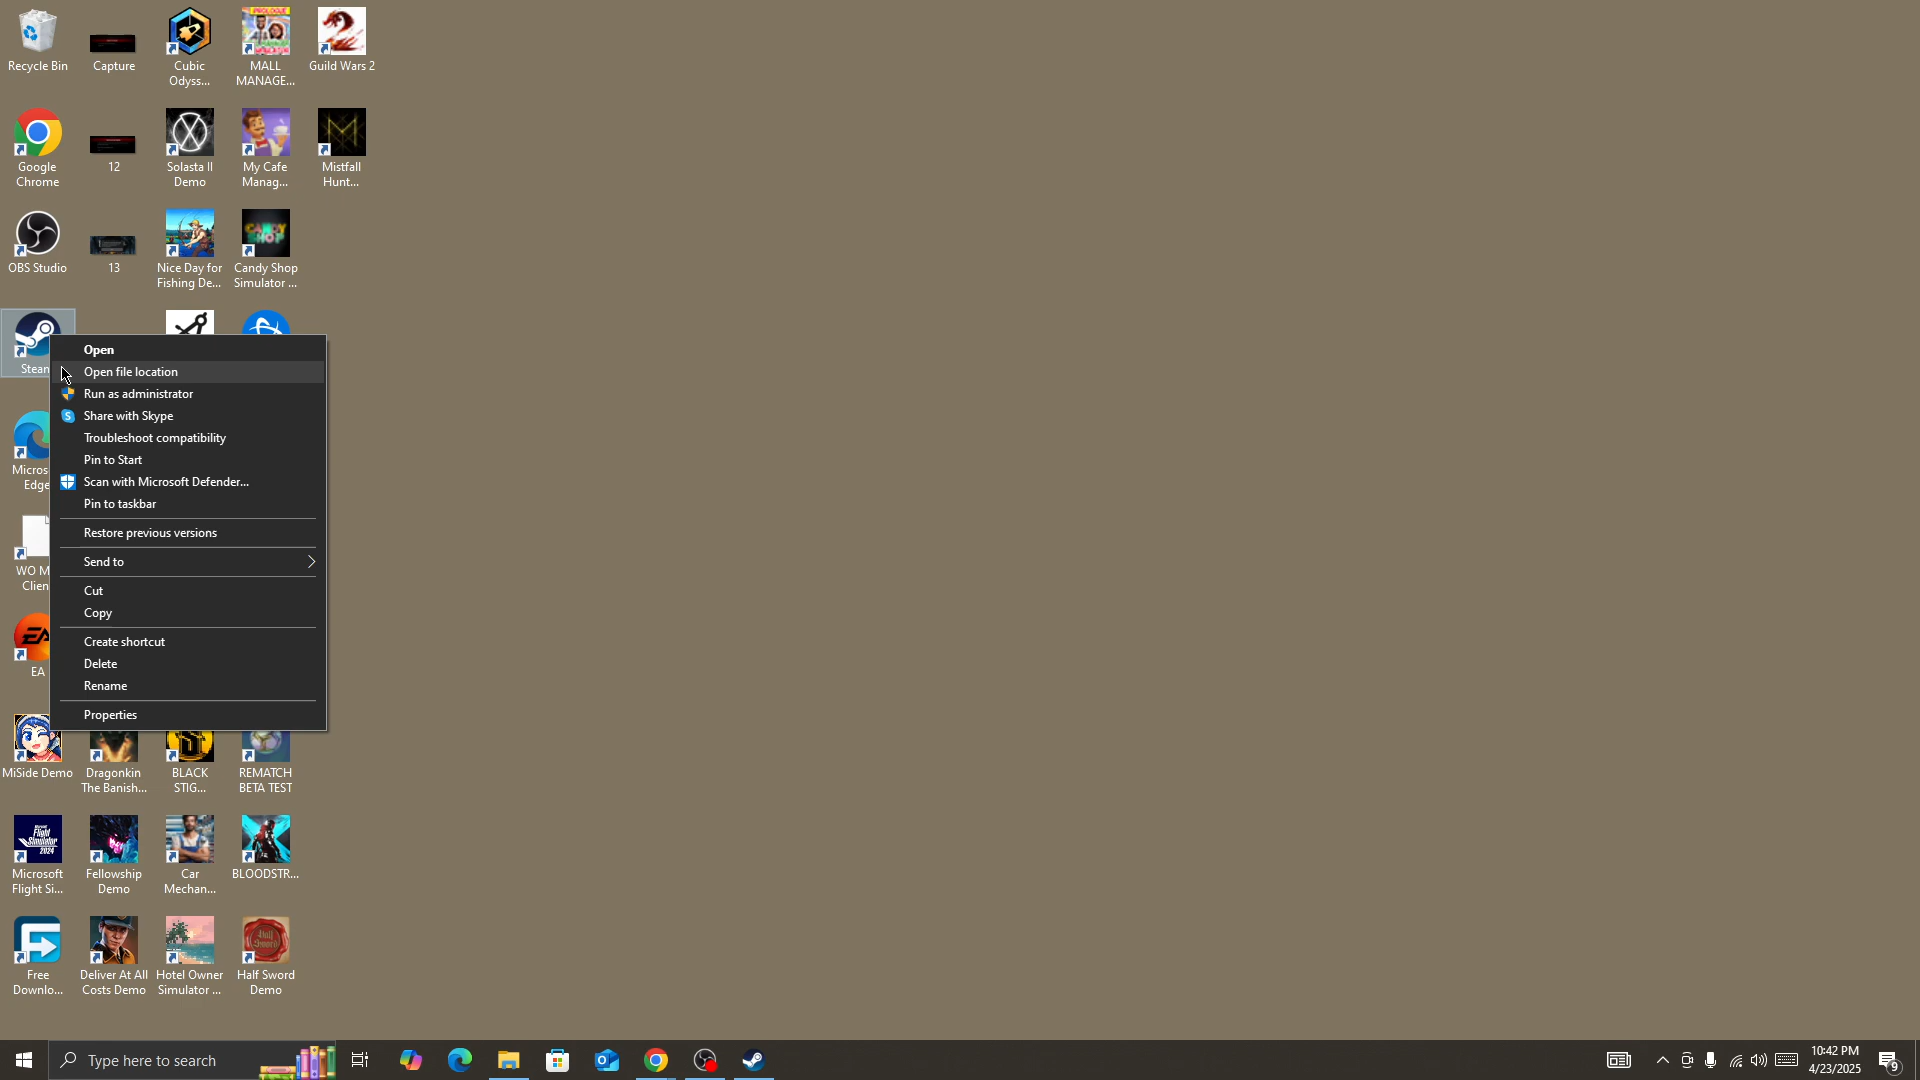 Recycle Bin
Capture
Cubic
Odyss...
PROLOGUE
MALL
MANAGE...
Guild Wars 2
Google
Chrome
12
Solasta II
Demo
My Cafe
Manag...
Mistfall
Hunt...
OBS Studio
13
Nice Day for
Fishing De...
CANDY
SHOP
Candy Shop
Simulator ...
Steam
Open
Open file location
Run as administrator
Share with Skype
Troubleshoot compatibility
Pin to Start
Scan with Microsoft Defender...
Pin to taskbar
Restore previous versions
Send to
Cut
Copy
Create shortcut
Delete
Rename
Properties
Micros
Edge
WO M
Clien
EA
EA
MiSide Demo
Dragonkin
The Banish...
BLACK
STIG...
REMATCH
BETA TEST
Microsoft
Flight Si...
Fellowship
Demo
Car
Mechan...
BLOODSTR...
Free
Downlo...
Deliver At All
Costs Demo
Hotel Owner
Simulator ...
Half Sword
Demo
Type here to search
10:42 PM
4/23/2025
9